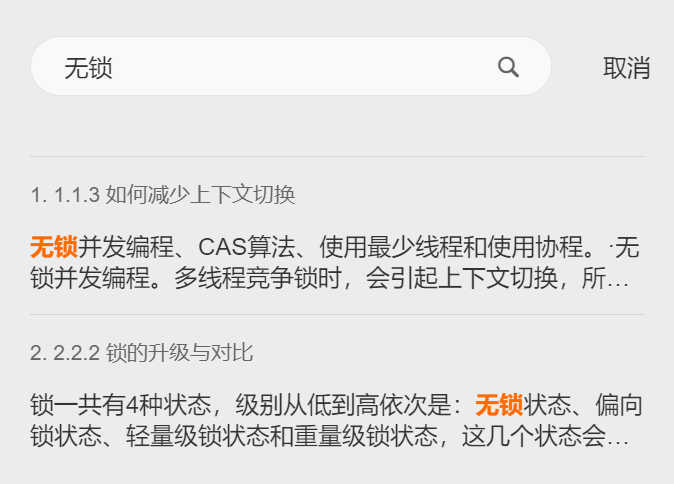 无锁
取消
1. 1.1.3 如何减少上下文切换
无锁并发编程、CAS算法、使用最少线程和使用协程。·无
锁并发编程。多线程竞争锁时，会引起上下文切换，所…
2. 2.2.2 锁的升级与对比
锁一共有4种状态，级别从低到高依次是：无锁状态、偏向
锁状态、轻量级锁状态和重量级锁状态，这几个状态会…